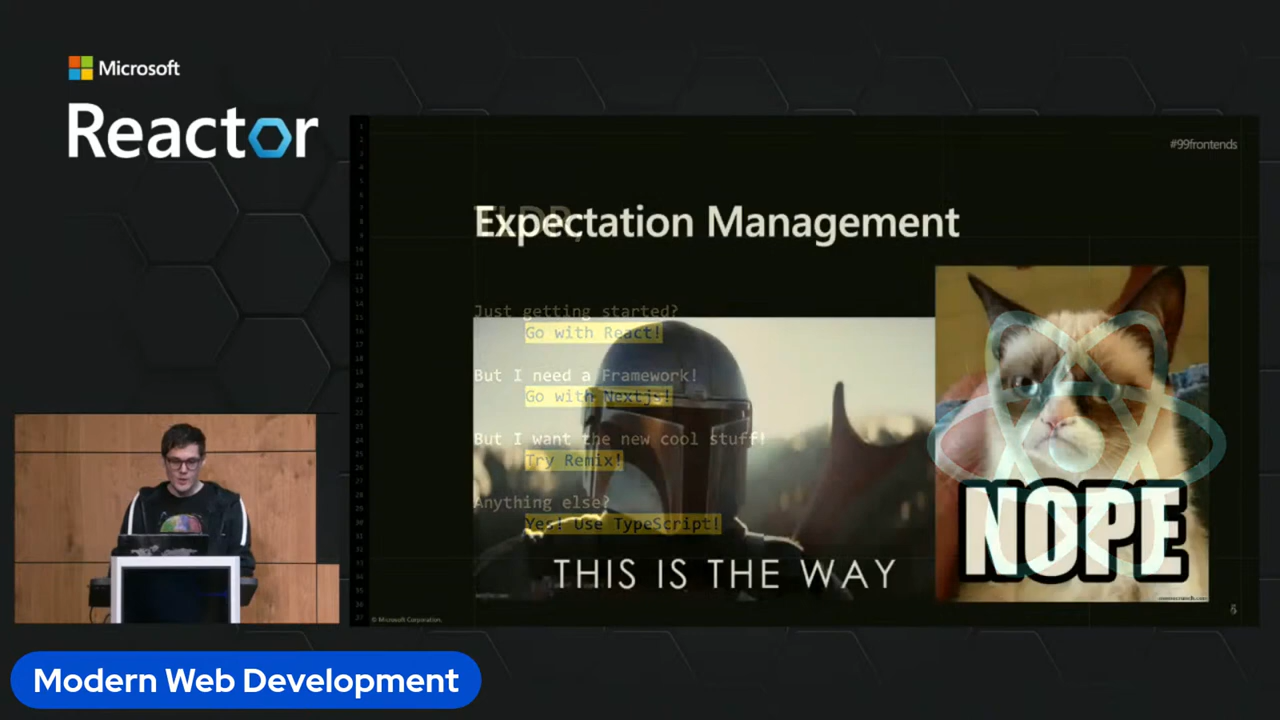 Microsoft
Reactor
#99frontends
Expectation Management
Just getting started?
Go with React!
But I need a Framework!
Go with Nextjs!
But I want the new cool stuff!
Try Remix!
Anything else?
Yes! Use TypeScript!
THIS IS THE WAY
NOPE
© Microsoft Corporation.
Modern Web Development